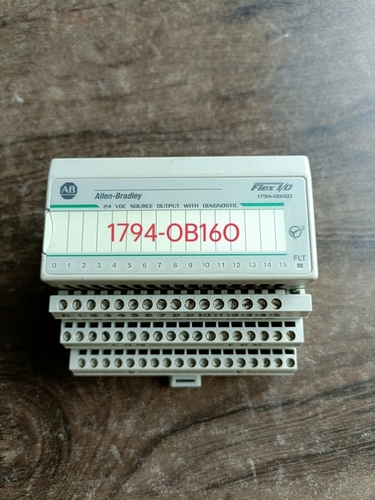 AB
Allen-Bradley
Flex I/O
1794-OB16D
24 VDC SOURCE OUTPUT WITH DIAGNOSTIC
1794-OB16O
2
0 1 2 3 4 5 6 7 8 9 10 11 12 13 14 15
FLT